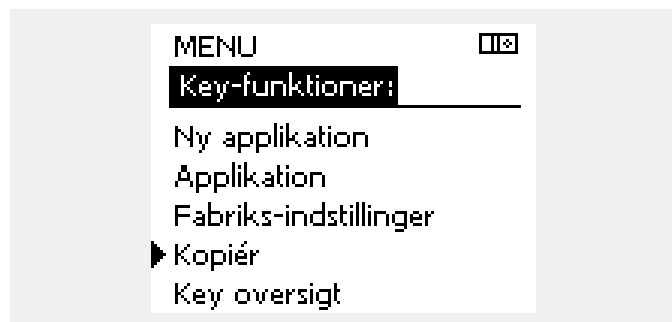 MENU
Key-funktioner:
Ny applikation
Applikation
Fabriks-indstillinger
Kopiér
Key oversigt